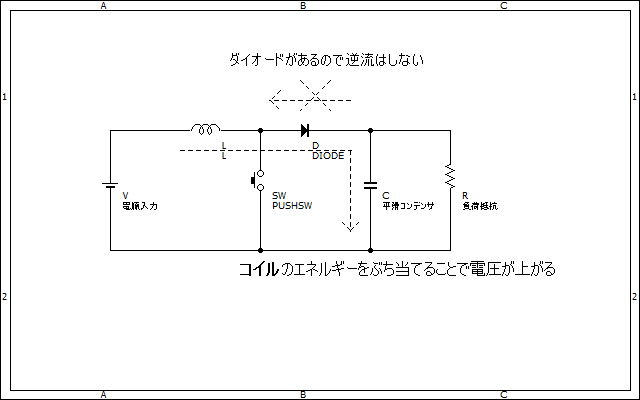 A B C
ダイオードがあるので逆流はしない
1 1
L D
L DIODE
V SW C R
電源入力 PUSHSW 平滑コンデンサ 負荷抵抗
コイルのエネルギーをぶち当てることで電圧が上がる
2 2
A B C